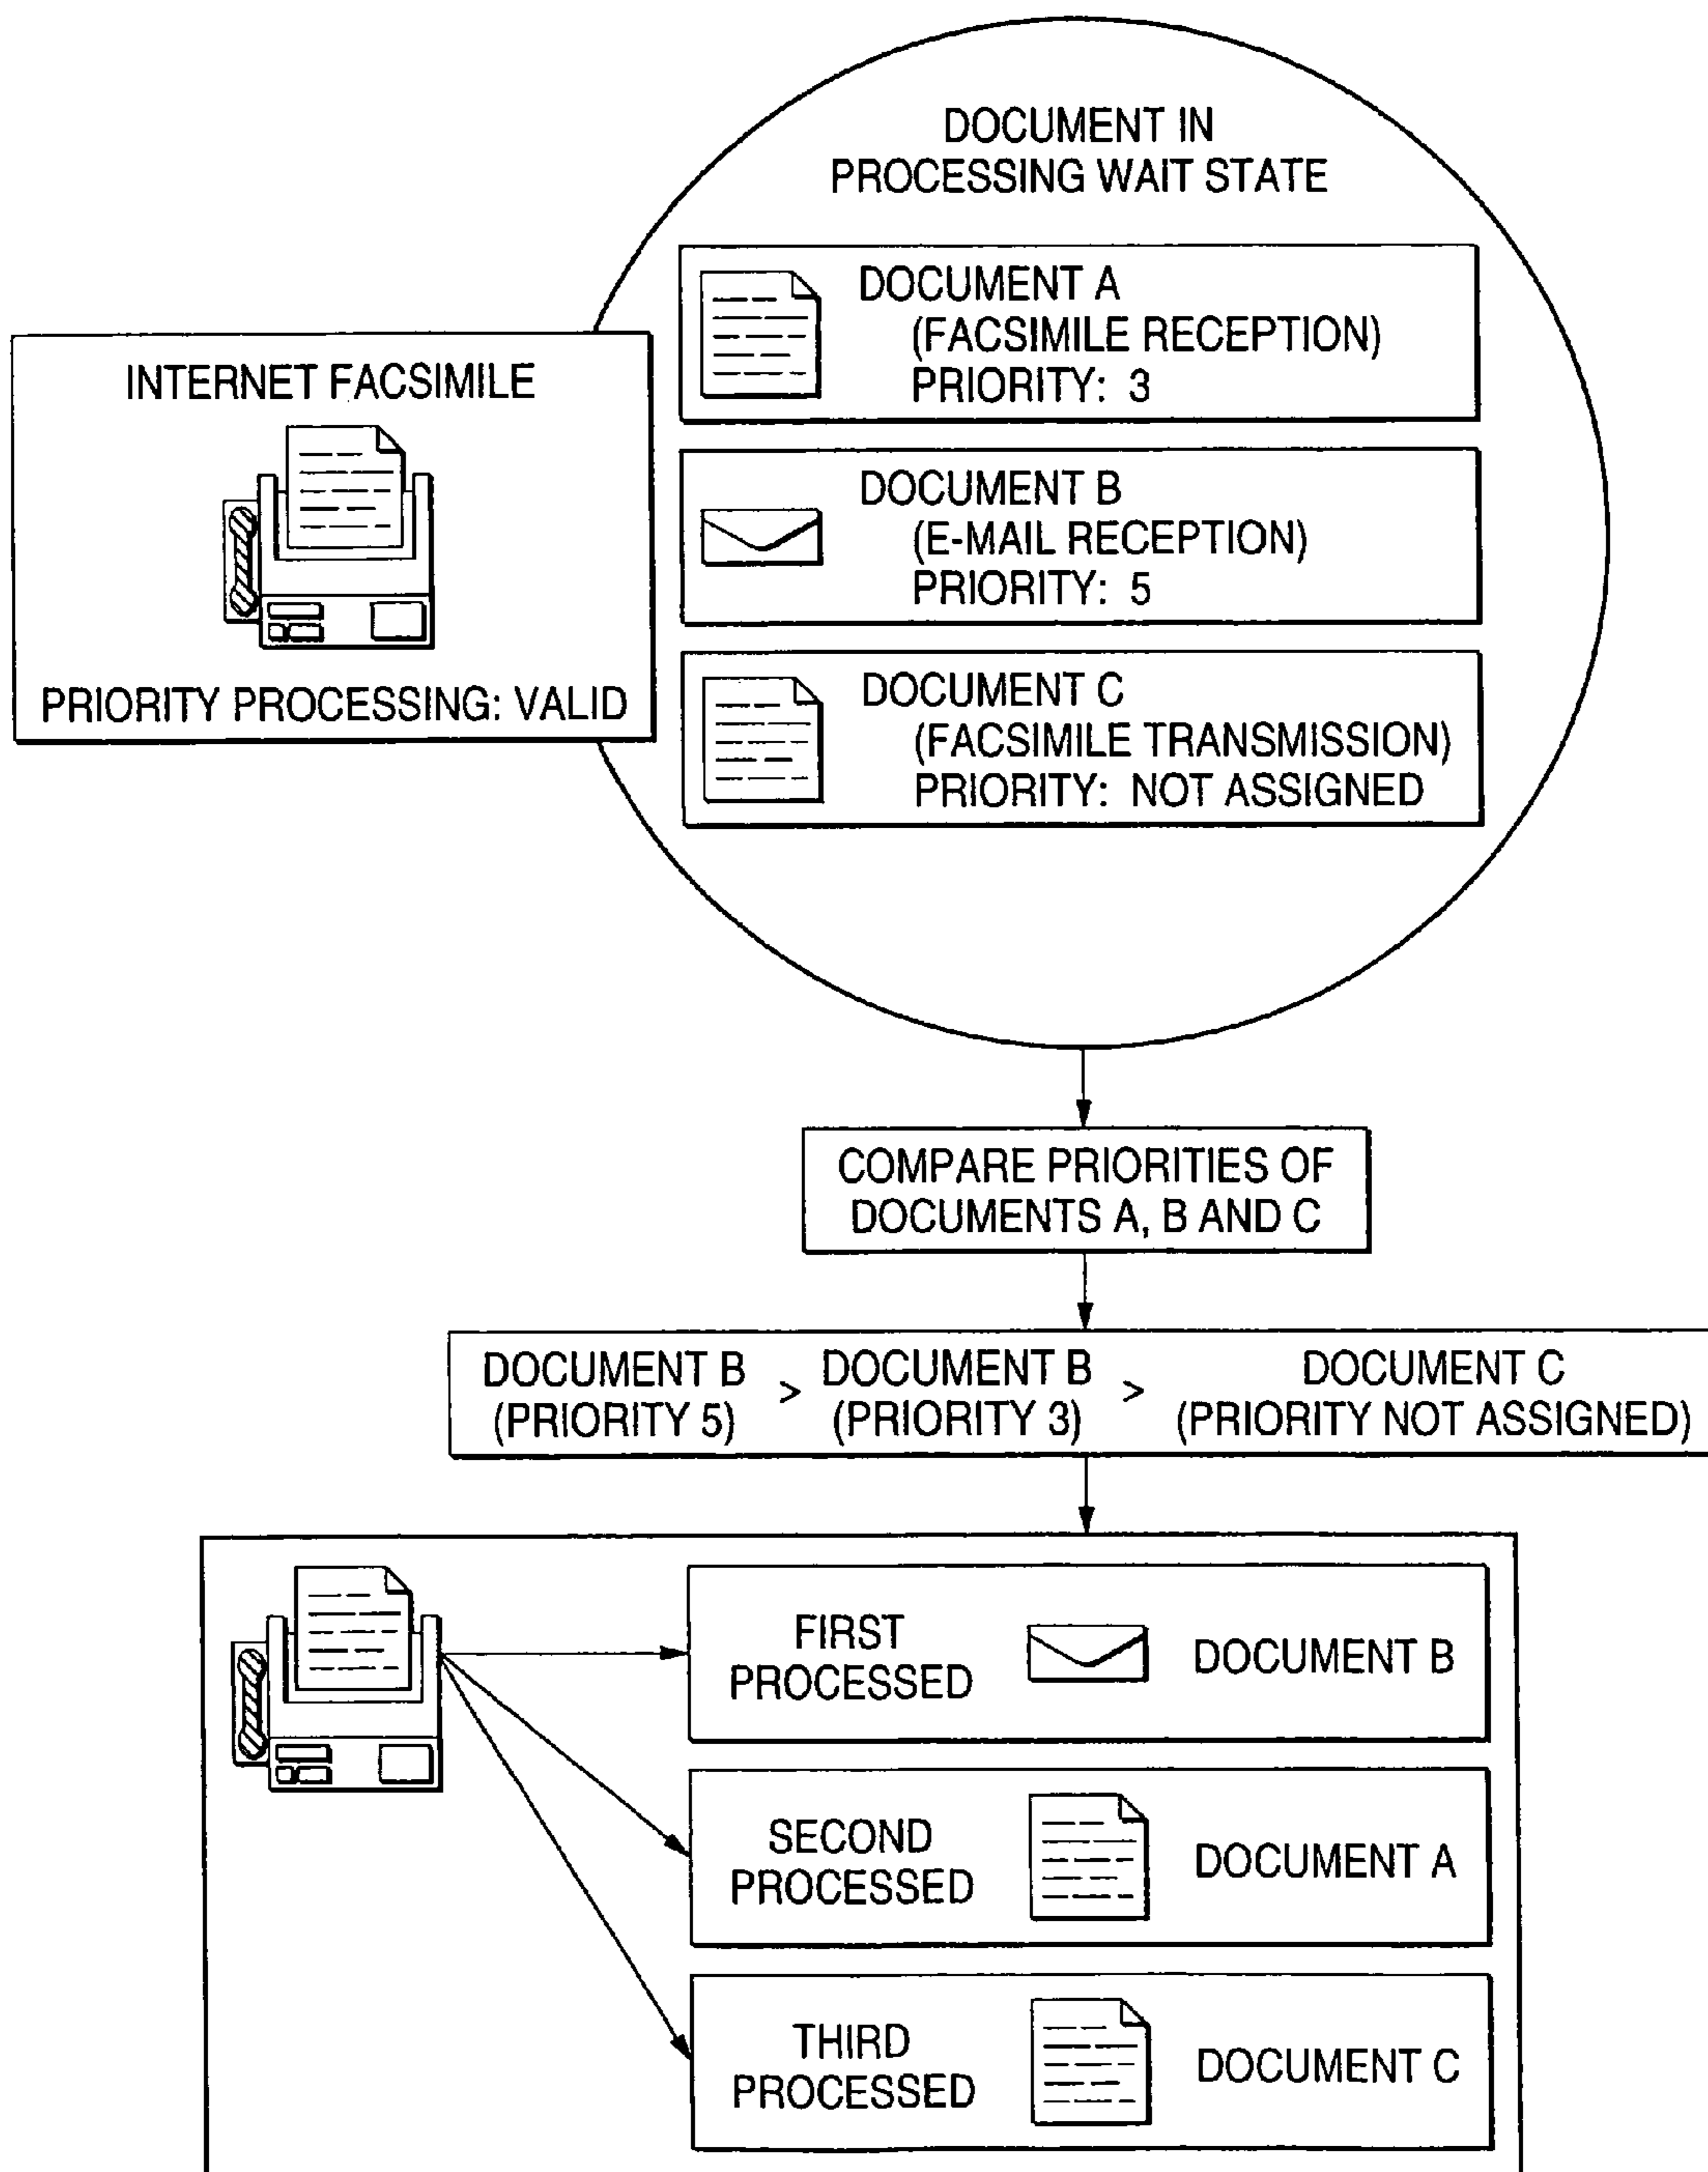 DOCUMENT IN
PROCESSING WAIT STATE
DOCUMENT A
(FACSIMILE RECEPTION)
PRIORITY: 3
INTERNET FACSIMILE
PRIORITY PROCESSING: VALID
DOCUMENT B
(E-MAIL RECEPTION)
PRIORITY: 5
DOCUMENT C
(FACSIMILE TRANSMISSION)
PRIORITY: NOT ASSIGNED
COMPARE PRIORITIES OF
DOCUMENTS A, B AND C
DOCUMENT B
(PRIORITY 5)
>
DOCUMENT B
(PRIORITY 3)
>
DOCUMENT C
(PRIORITY NOT ASSIGNED)
FIRST
PROCESSED
DOCUMENT B
SECOND
PROCESSED
DOCUMENT A
THIRD
PROCESSED
DOCUMENT C